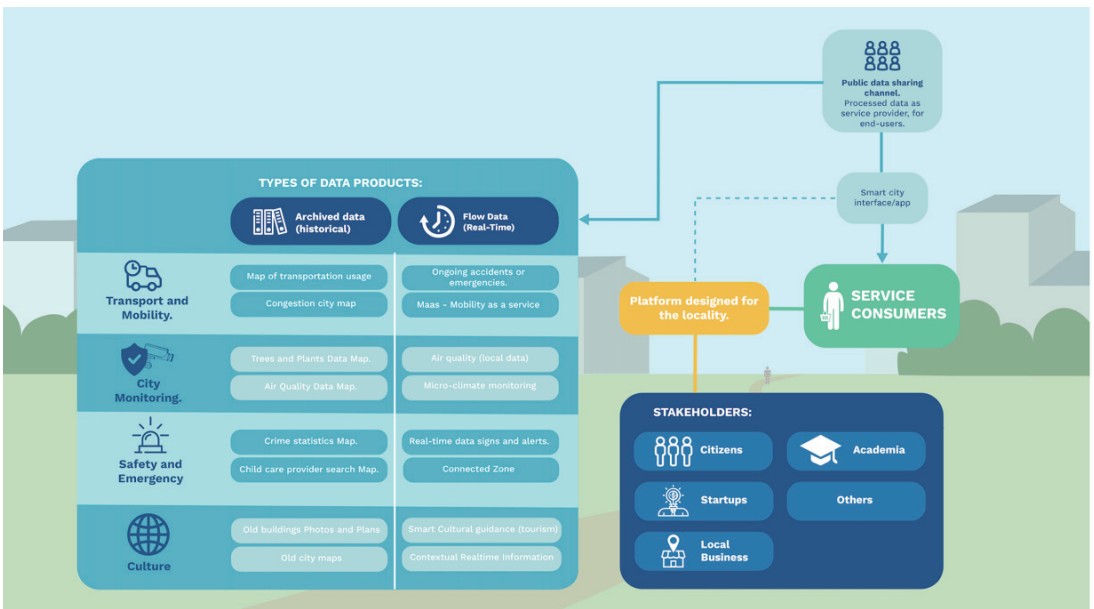 Public data sharing
channel.
Processed data as
service provider, for
end-users.
Smart city
interface/app
TYPES OF DATA PRODUCTS:
Archived data
(historical)
Flow Data
(Real-Time)
Transport and
Mobility.
Map of transportation usage
Ongoing accidents or
emergencies.
Congestion city map
Maas - Mobility as a service
City
Monitoring.
Trees and Plants Data Map.
Air quality (local data)
Air Quality Data Map.
Micro-climate monitoring
Safety and
Emergency
Crime statistics Map.
Real-time data signs and alerts.
Child care provider search Map.
Connected Zone
Culture
Old buildings Photos and Plans
Smart Cultural guidance (tourism)
Old city maps
Contextual Realtime Information
Platform designed for
the locality.
SERVICE
CONSUMERS
STAKEHOLDERS:
Citizens
Academia
Startups
Others
Local
Business